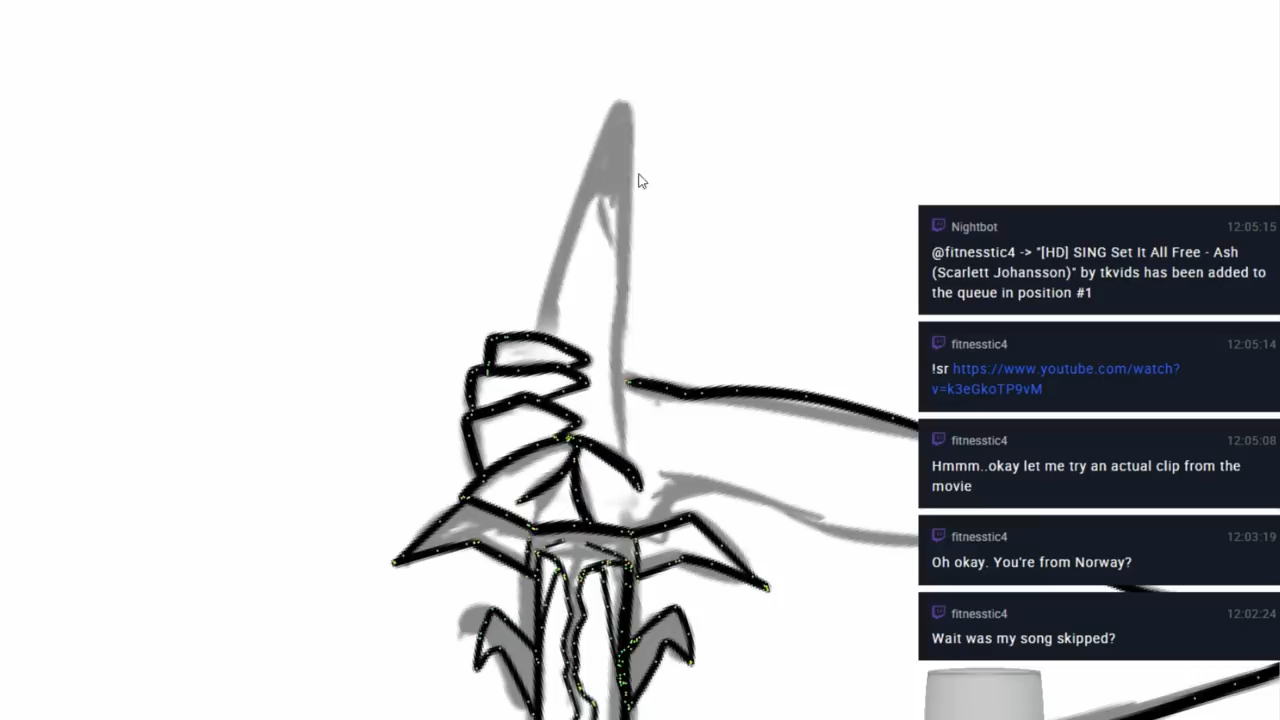 Nightbot 12:05:15
@fitnesstic4 -> "[HD] SING Set It All Free - Ash
(Scarlett Johansson)" by tkvids has been added to
the queue in position #1
fitnesstic4 12:05:14
!sr https://www.youtube.com/watch?
v=k3eGkoTP9vM
fitnesstic4 12:05:08
Hmmm..okay let me try an actual clip from the
movie
fitnesstic4 12:03:19
Oh okay. You're from Norway?
fitnesstic4 12:02:24
Wait was my song skipped?